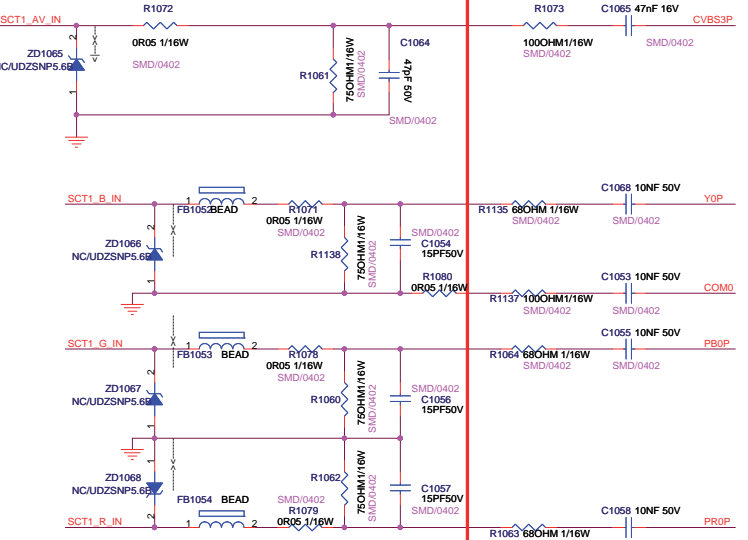 SCT1_AV_IN
R1072
0R05 1/16W
SMD/0402
ZD1065
NC/UDZSNP5.6B
2
1
R1061
75OHM1/16W
SMD/0402
C1064
47pF 50V
SMD/0402
R1073
100OHM1/16W
SMD/0402
C1065 47nF 16V
SMD/0402
CVBS3P
SCT1_B_IN
1
FB1052 BEAD
2
R1071
0R05 1/16W
SMD/0402
ZD1066
NC/UDZSNP5.6B
2
1
R1138
75OHM1/16W
SMD/0402
SMD/0402
C1054
15PF50V
R1080
0R05 1/16W
R1135 68OHM 1/16W
SMD/0402
C1068 10NF 50V
SMD/0402
Y0P
R1137 100OHM1/16W
SMD/0402
C1053 10NF 50V
SMD/0402
COM0
SCT1_G_IN
1
FB1053 BEAD
2
R1078
0R05 1/16W
SMD/0402
ZD1067
NC/UDZSNP5.6B
2
1
R1060
75OHM1/16W
SMD/0402
SMD/0402
C1056
15PF50V
R1064 68OHM 1/16W
SMD/0402
C1055 10NF 50V
SMD/0402
PB0P
ZD1068
NC/UDZSNP5.6B
1
2
SCT1_R_IN
FB1054 BEAD
1
2
SMD/0402
R1079
0R05 1/16W
R1062
75OHM1/16W
SMD/0402
C1057
15PF50V
SMD/0402
R1063 68OHM 1/16W
SMD/0402
C1058 10NF 50V
PR0P